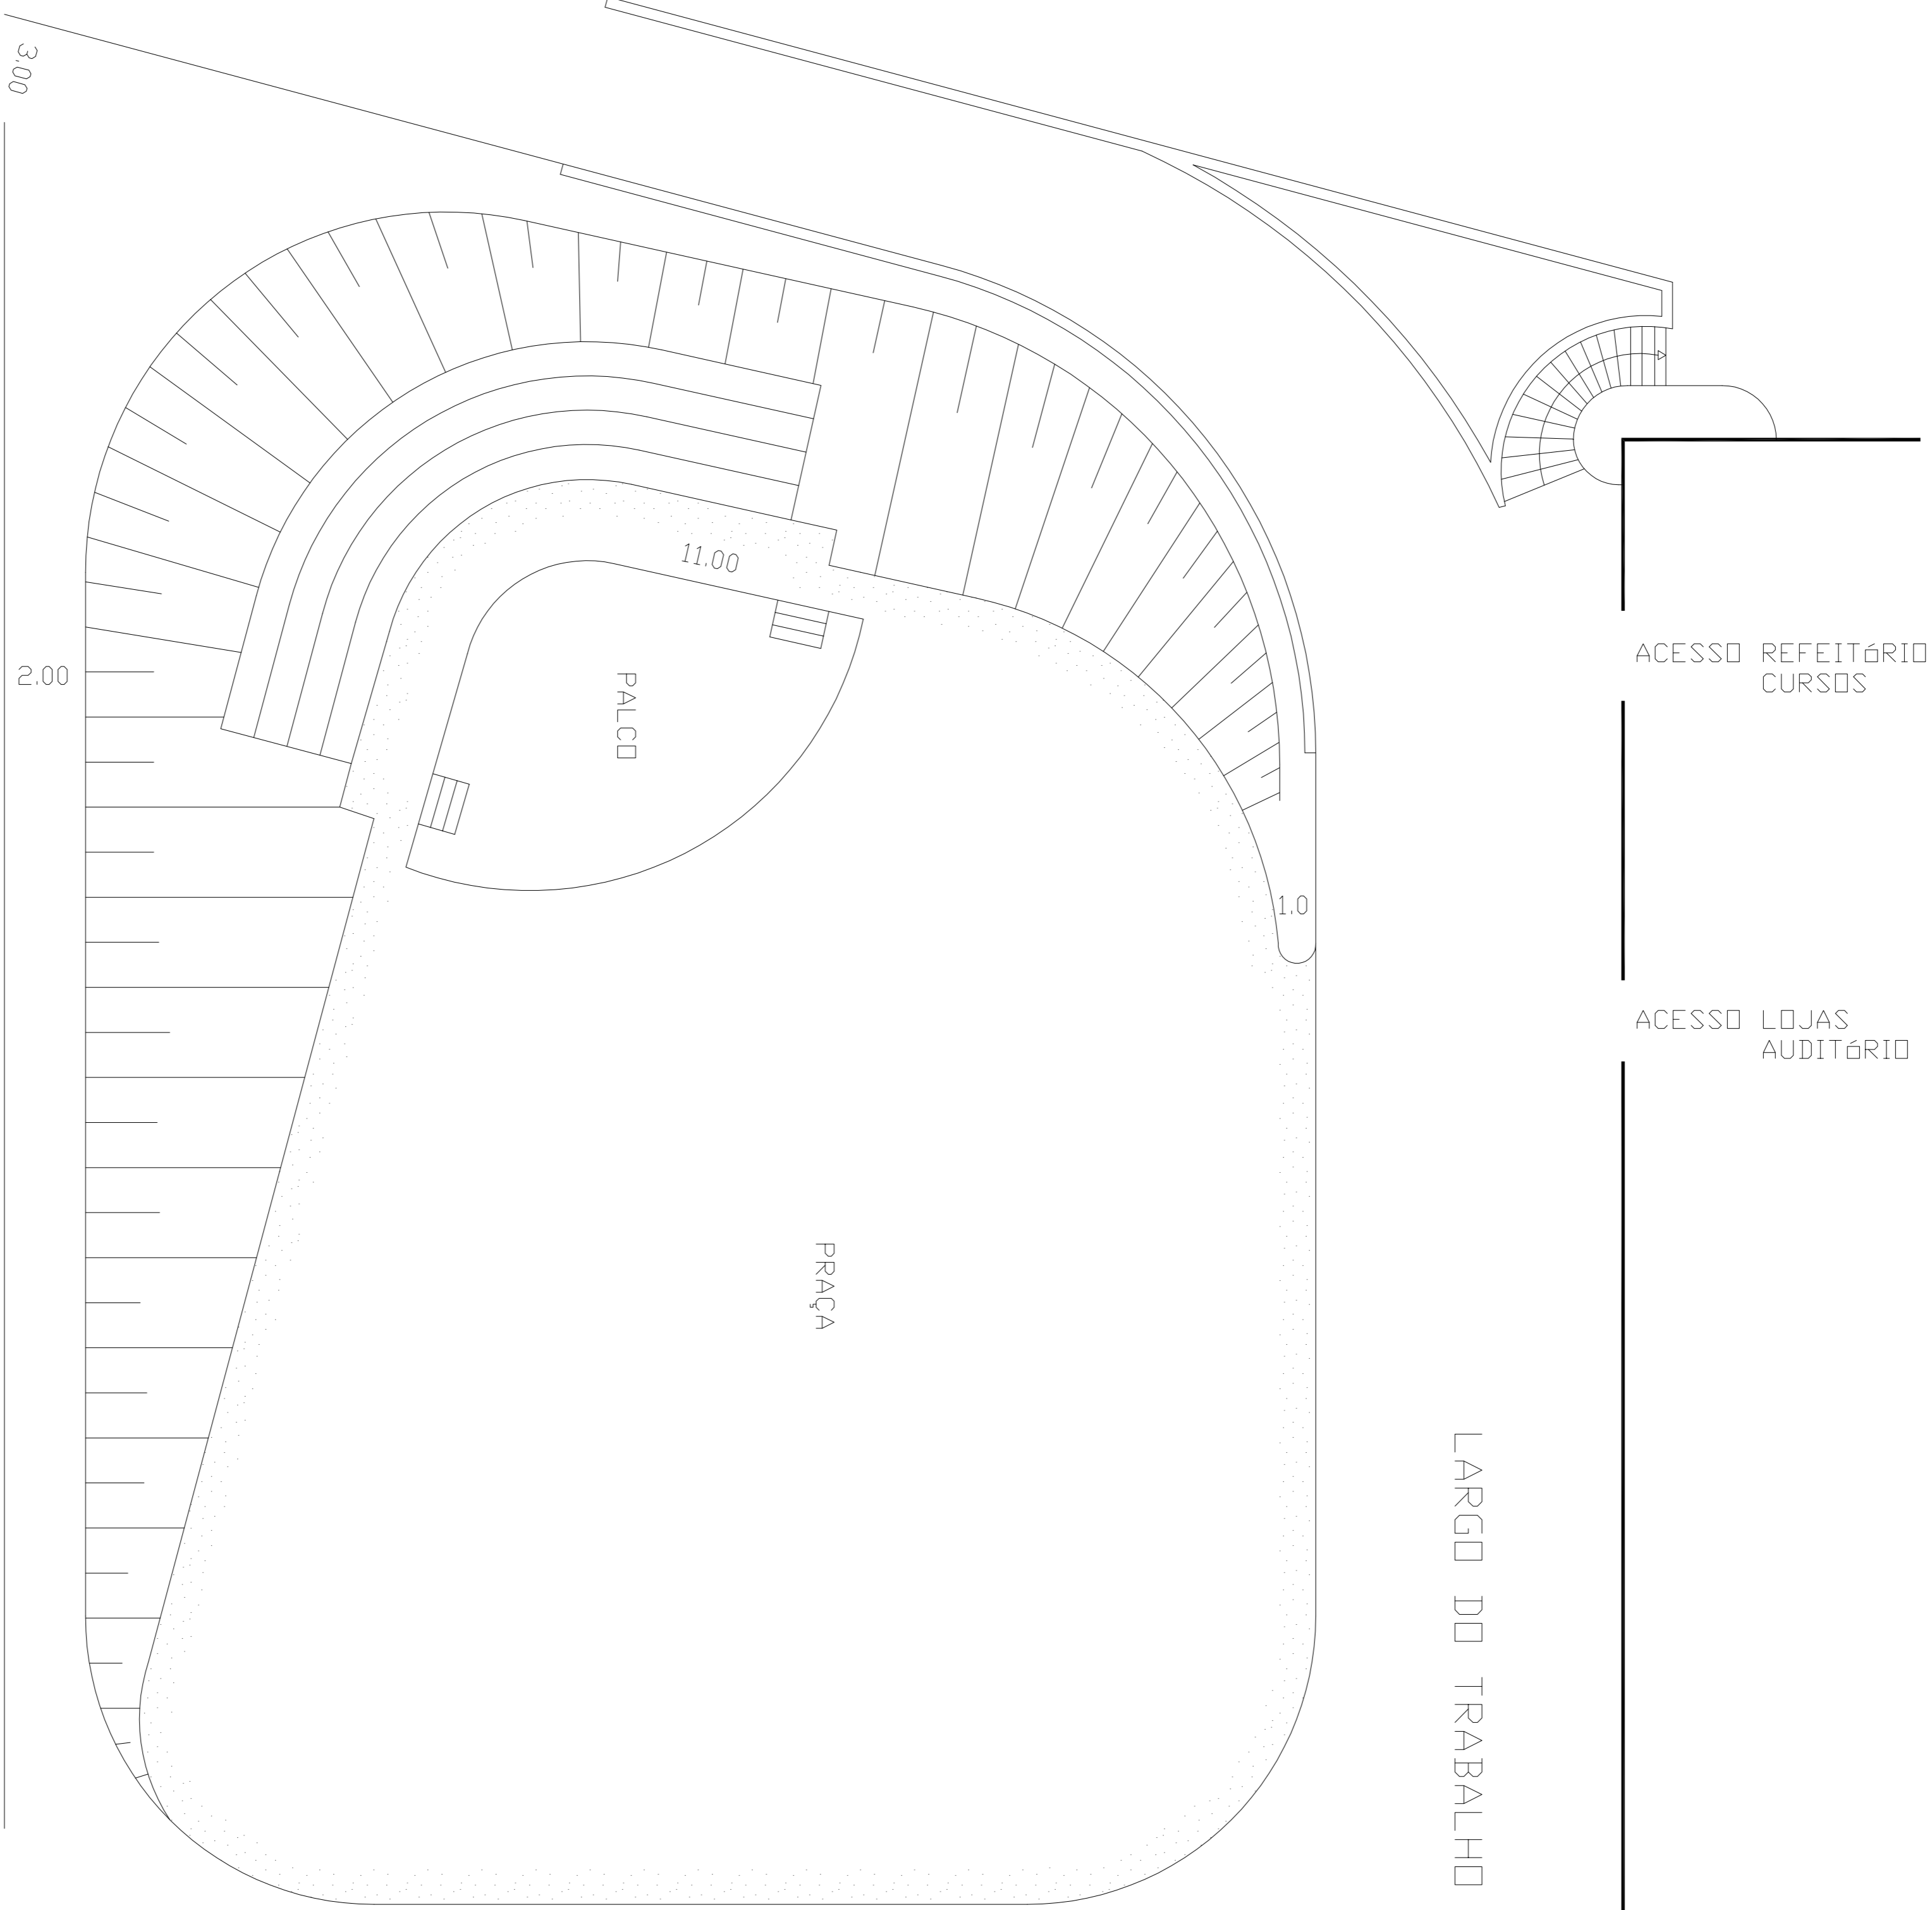 3,00
11,00
ACESSO REFEITóRIO
CURSOS
2,00
PALCO
1,0
ACESSO LOJAS
AUDITóRIO
PRAÇA
LARGO DO TRABALHO